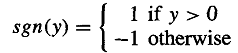 sgn(y) = { 1 if y > 0
−1 otherwise